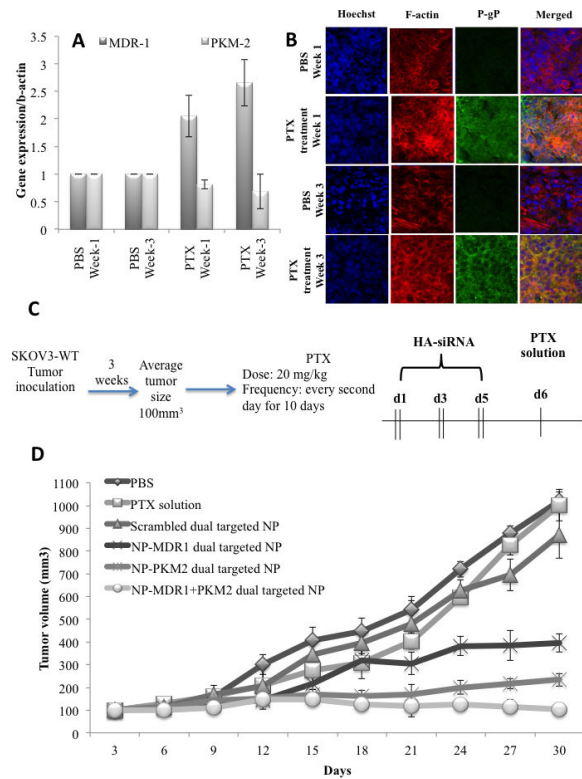 A
MDR-1
PKM-2
Gene expression/b-actin
3.5
3
2.5
2
1.5
1
0.5
0
PBS
Week-1
PBS
Week-3
PTX
Week-1
PTX
Week-3
B
Hoechst
F-actin
P-gP
Merged
PBS
Week 1
PTX
treatment
Week 1
PBS
Week 3
PTX
treatment
Week 3
C
SKOV3-WT
Tumor
inoculation
3
weeks
Average
tumor
size
100mm³
PTX
Dose: 20 mg/kg
Frequency: every second
day for 10 days
HA-siRNA
d1
d3
d5
PTX
solution
d6
D
PBS
PTX solution
Scrambled dual targeted NP
NP-MDR1 dual targeted NP
NP-PKM2 dual targeted NP
NP-MDR1+PKM2 dual targeted NP
Tumor volume (mm3)
1100
1000
900
800
700
600
500
400
300
200
100
0
3 6 9 12 15 18 21 24 27 30
Days